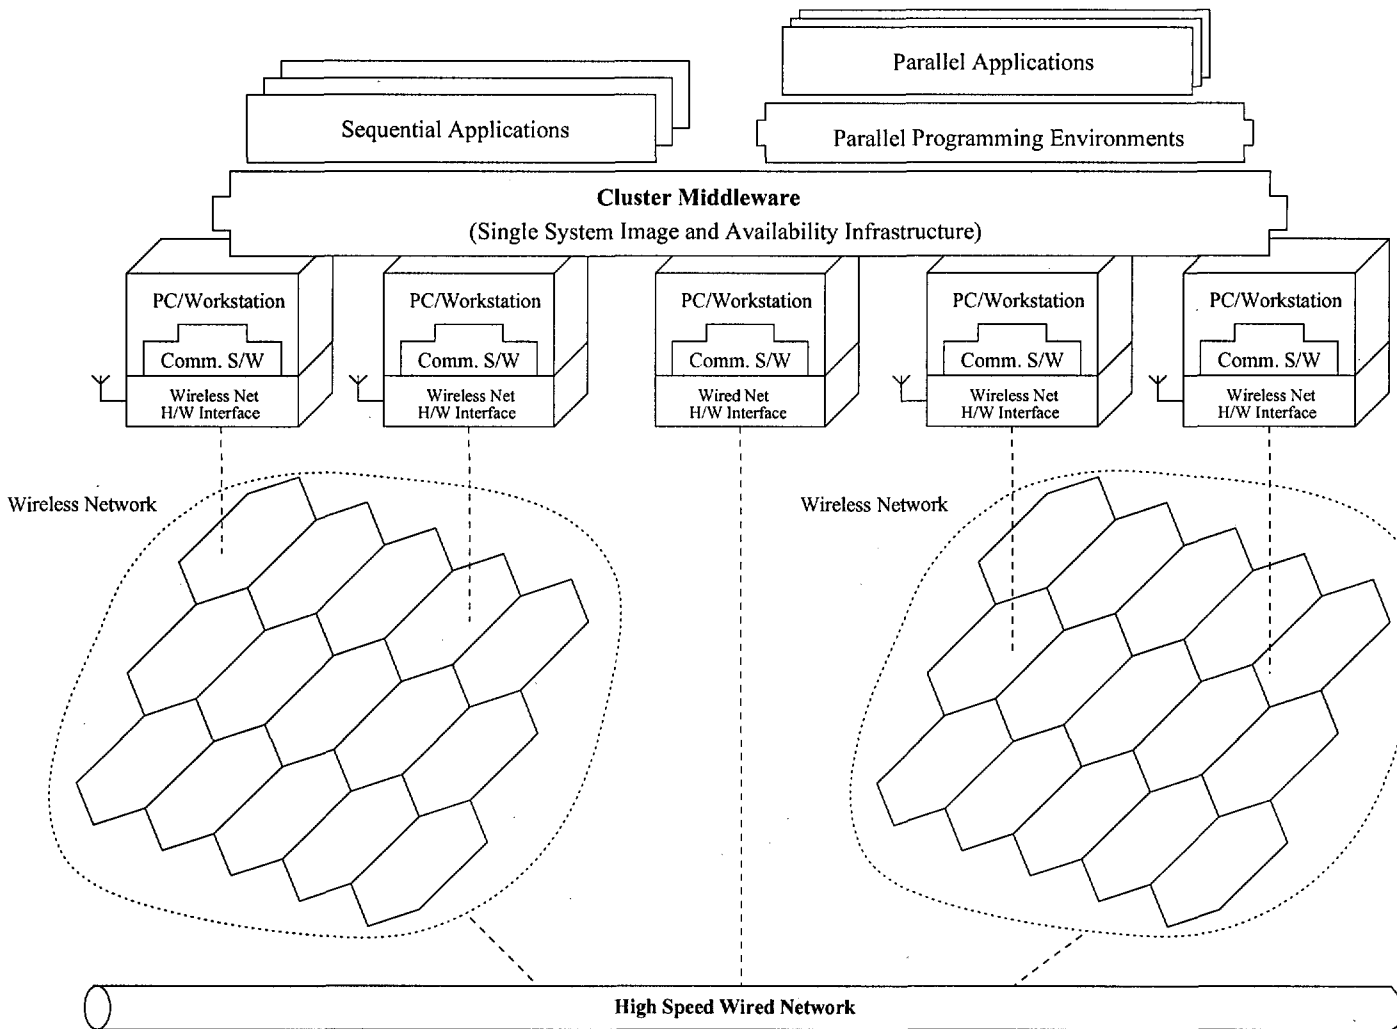 Parallel Applications
Sequential Applications
Parallel Programming Environments
Cluster Middleware
(Single System Image and Availability Infrastructure)
PC/Workstation
Comm. S/W
Wireless Net
H/W Interface
PC/Workstation
Comm. S/W
Wireless Net
H/W Interface
PC/Workstation
Comm. S/W
Wired Net
H/W Interface
PC/Workstation
Comm. S/W
Wireless Net
H/W Interface
PC/Workstation
Comm. S/W
Wireless Net
H/W Interface
Wireless Network
Wireless Network
High Speed Wired Network